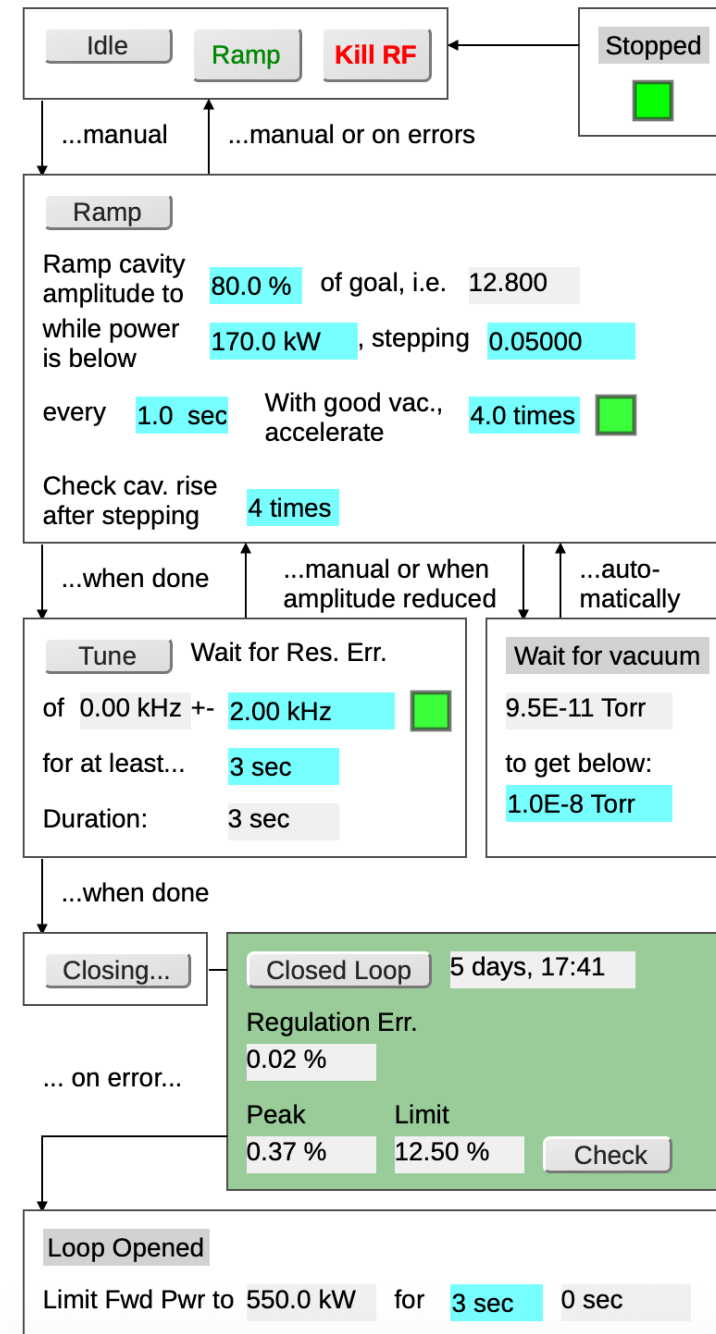 Idle
Ramp
Kill RF
Stopped
...manual
...manual or on errors
Ramp
Ramp cavity
amplitude to
80.0 %
of goal, i.e.
12.800
while power
is below
170.0 kW
, stepping
0.05000
every
1.0 sec
With good vac.,
accelerate
4.0 times
Check cav. rise
after stepping
4 times
...when done
...manual or when
amplitude reduced
...auto-
matically
Tune
Wait for Res. Err.
of 0.00 kHz +- 2.00 kHz
for at least...
3 sec
Duration:
3 sec
Wait for vacuum
9.5E-11 Torr
to get below:
1.0E-8 Torr
...when done
Closing...
Closed Loop
5 days, 17:41
Regulation Err.
0.02 %
... on error...
Peak
Limit
0.37 %
12.50 %
Check
Loop Opened
Limit Fwd Pwr to 550.0 kW for 3 sec 0 sec